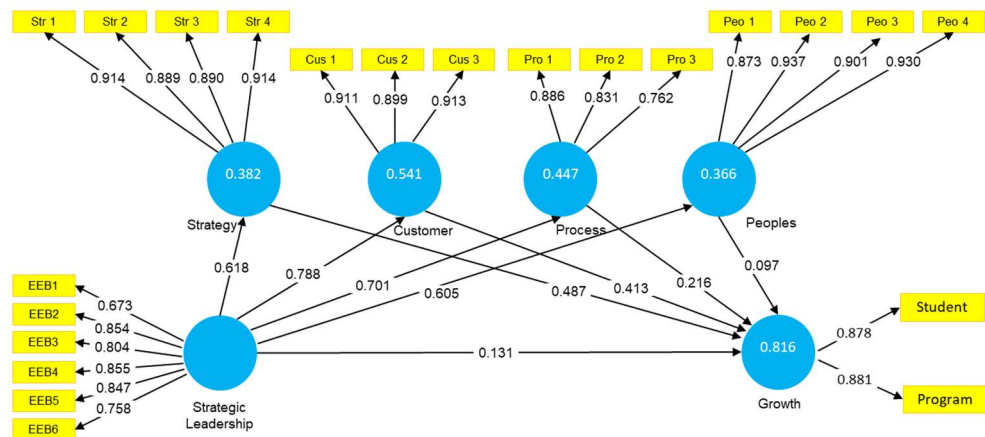 Str 1 Str 2 Str 3 Str 4 Peo 1 Peo 2 Peo 3 Peo 4
Cus 1 Cus 2 Cus 3 Pro 1 Pro 2 Pro 3
0.914 0.889 0.890 0.914 0.873 0.937 0.901 0.930
0.911 0.899 0.913 0.886 0.831 0.762
0.382 0.541 0.447 0.366
Strategy Customer Process Peoples
0.618 0.788 0.701 0.605 0.487 0.413 0.216 0.097
EEB1
EEB2
EEB3
EEB4
EEB5
EEB6
0.673
0.854
0.804
0.855
0.847
0.758
0.131
0.816
0.878
0.881
Student
Program
Strategic
Leadership
Growth